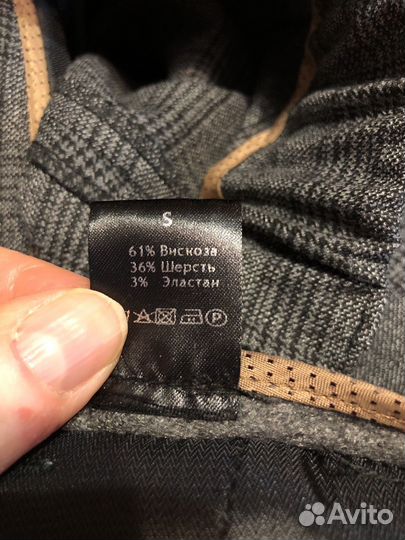 S
61% Вискоза
36% Шерсть
3% Эластан
P
Avito